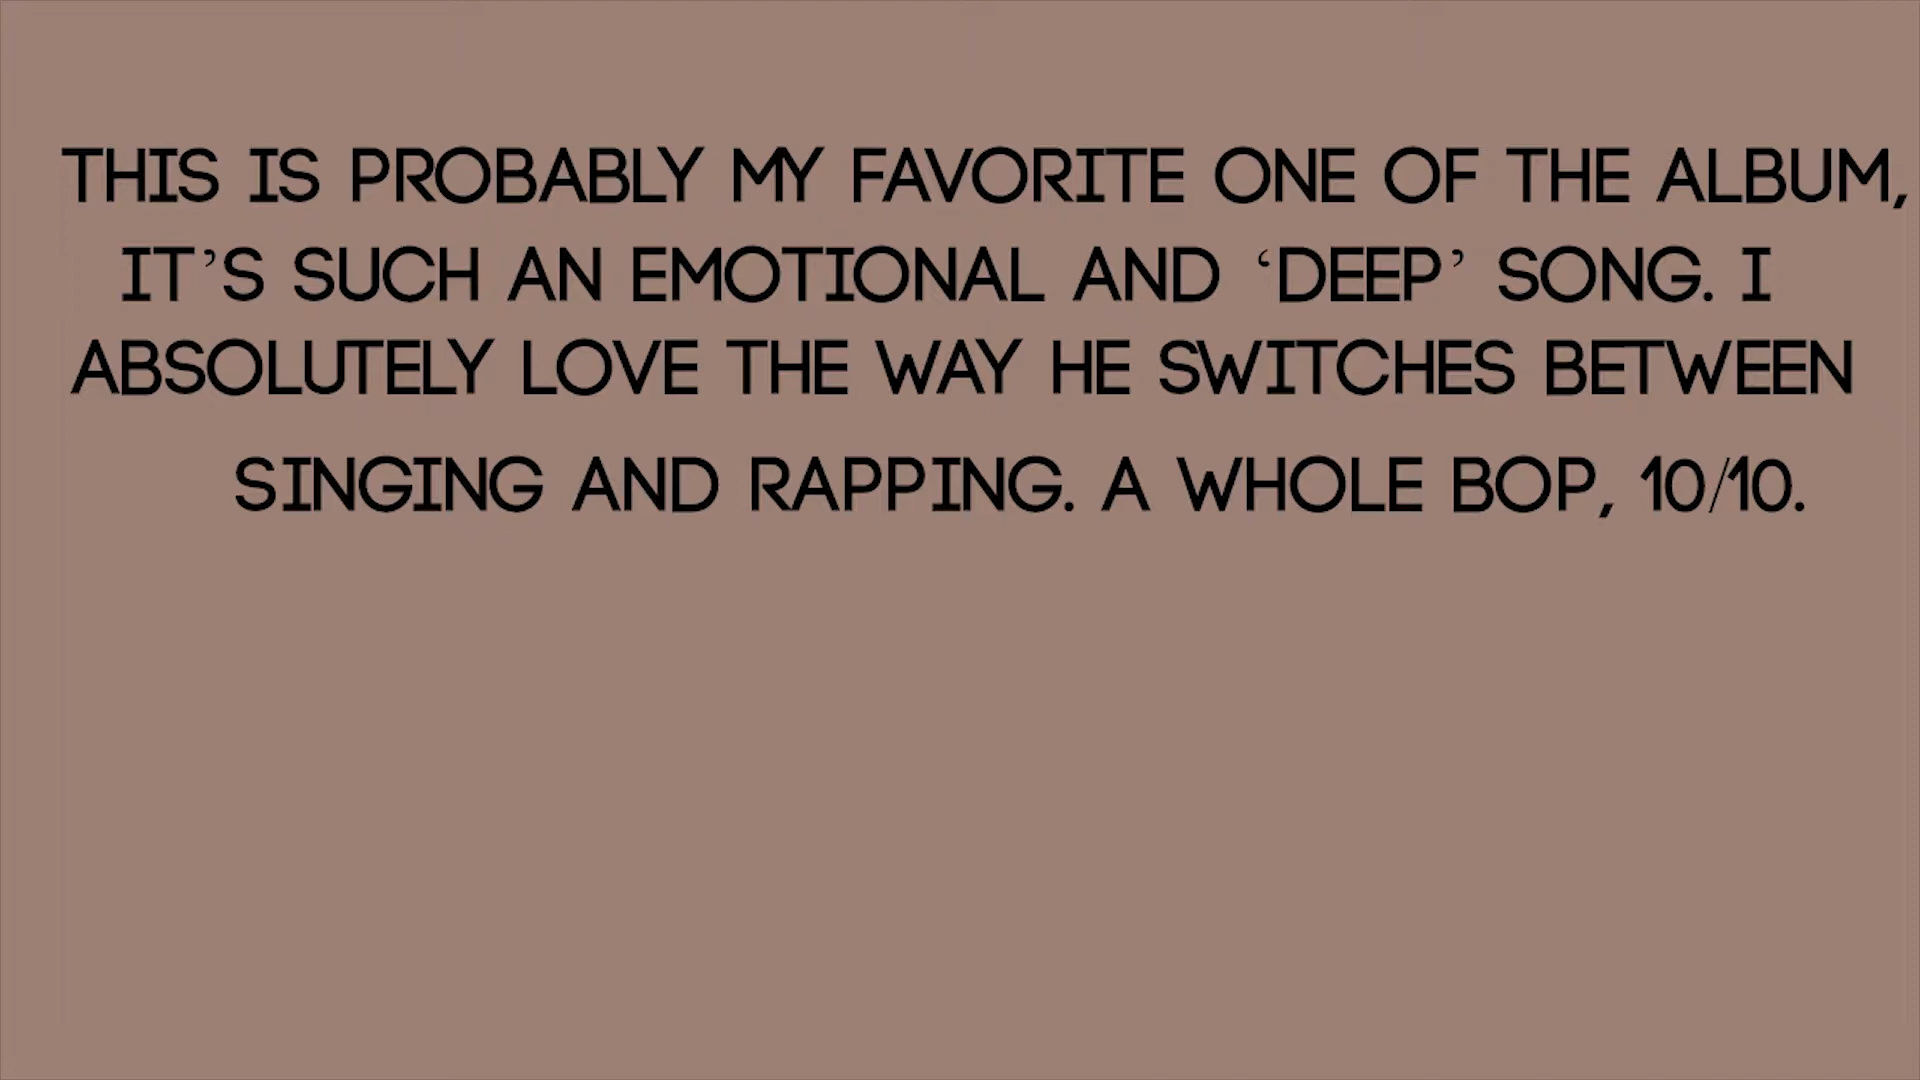 THIS IS PROBABLY MY FAVORITE ONE OF THE ALBUM,
IT’S SUCH AN EMOTIONAL AND ‘DEEP’ SONG. I
ABSOLUTELY LOVE THE WAY HE SWITCHES BETWEEN
SINGING AND RAPPING. A WHOLE BOP, 10/10.